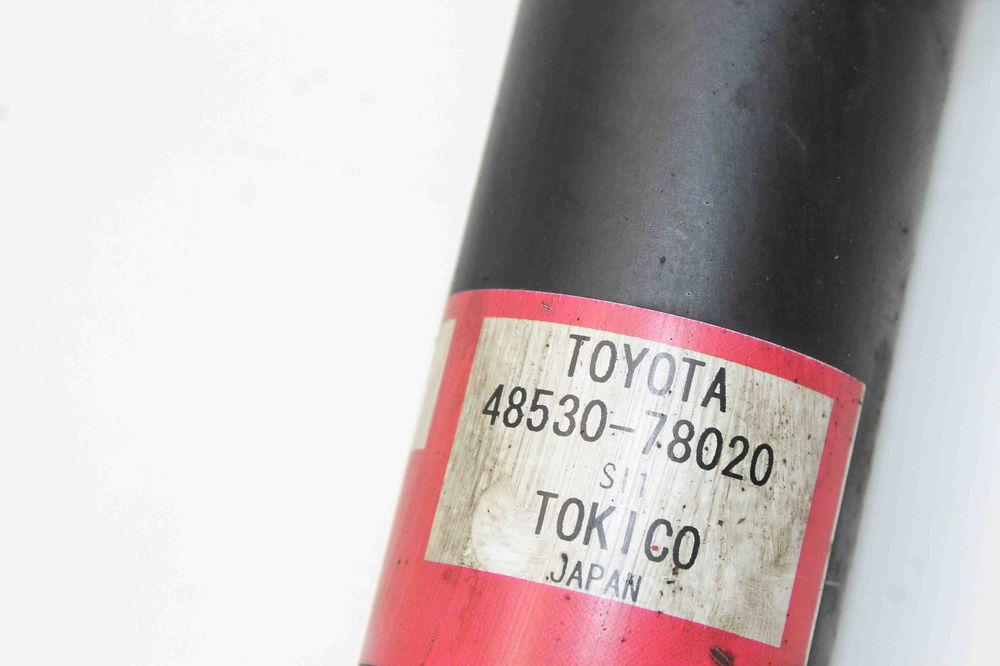 TOYOTA
48530-78020
S11
TOKICO
JAPAN